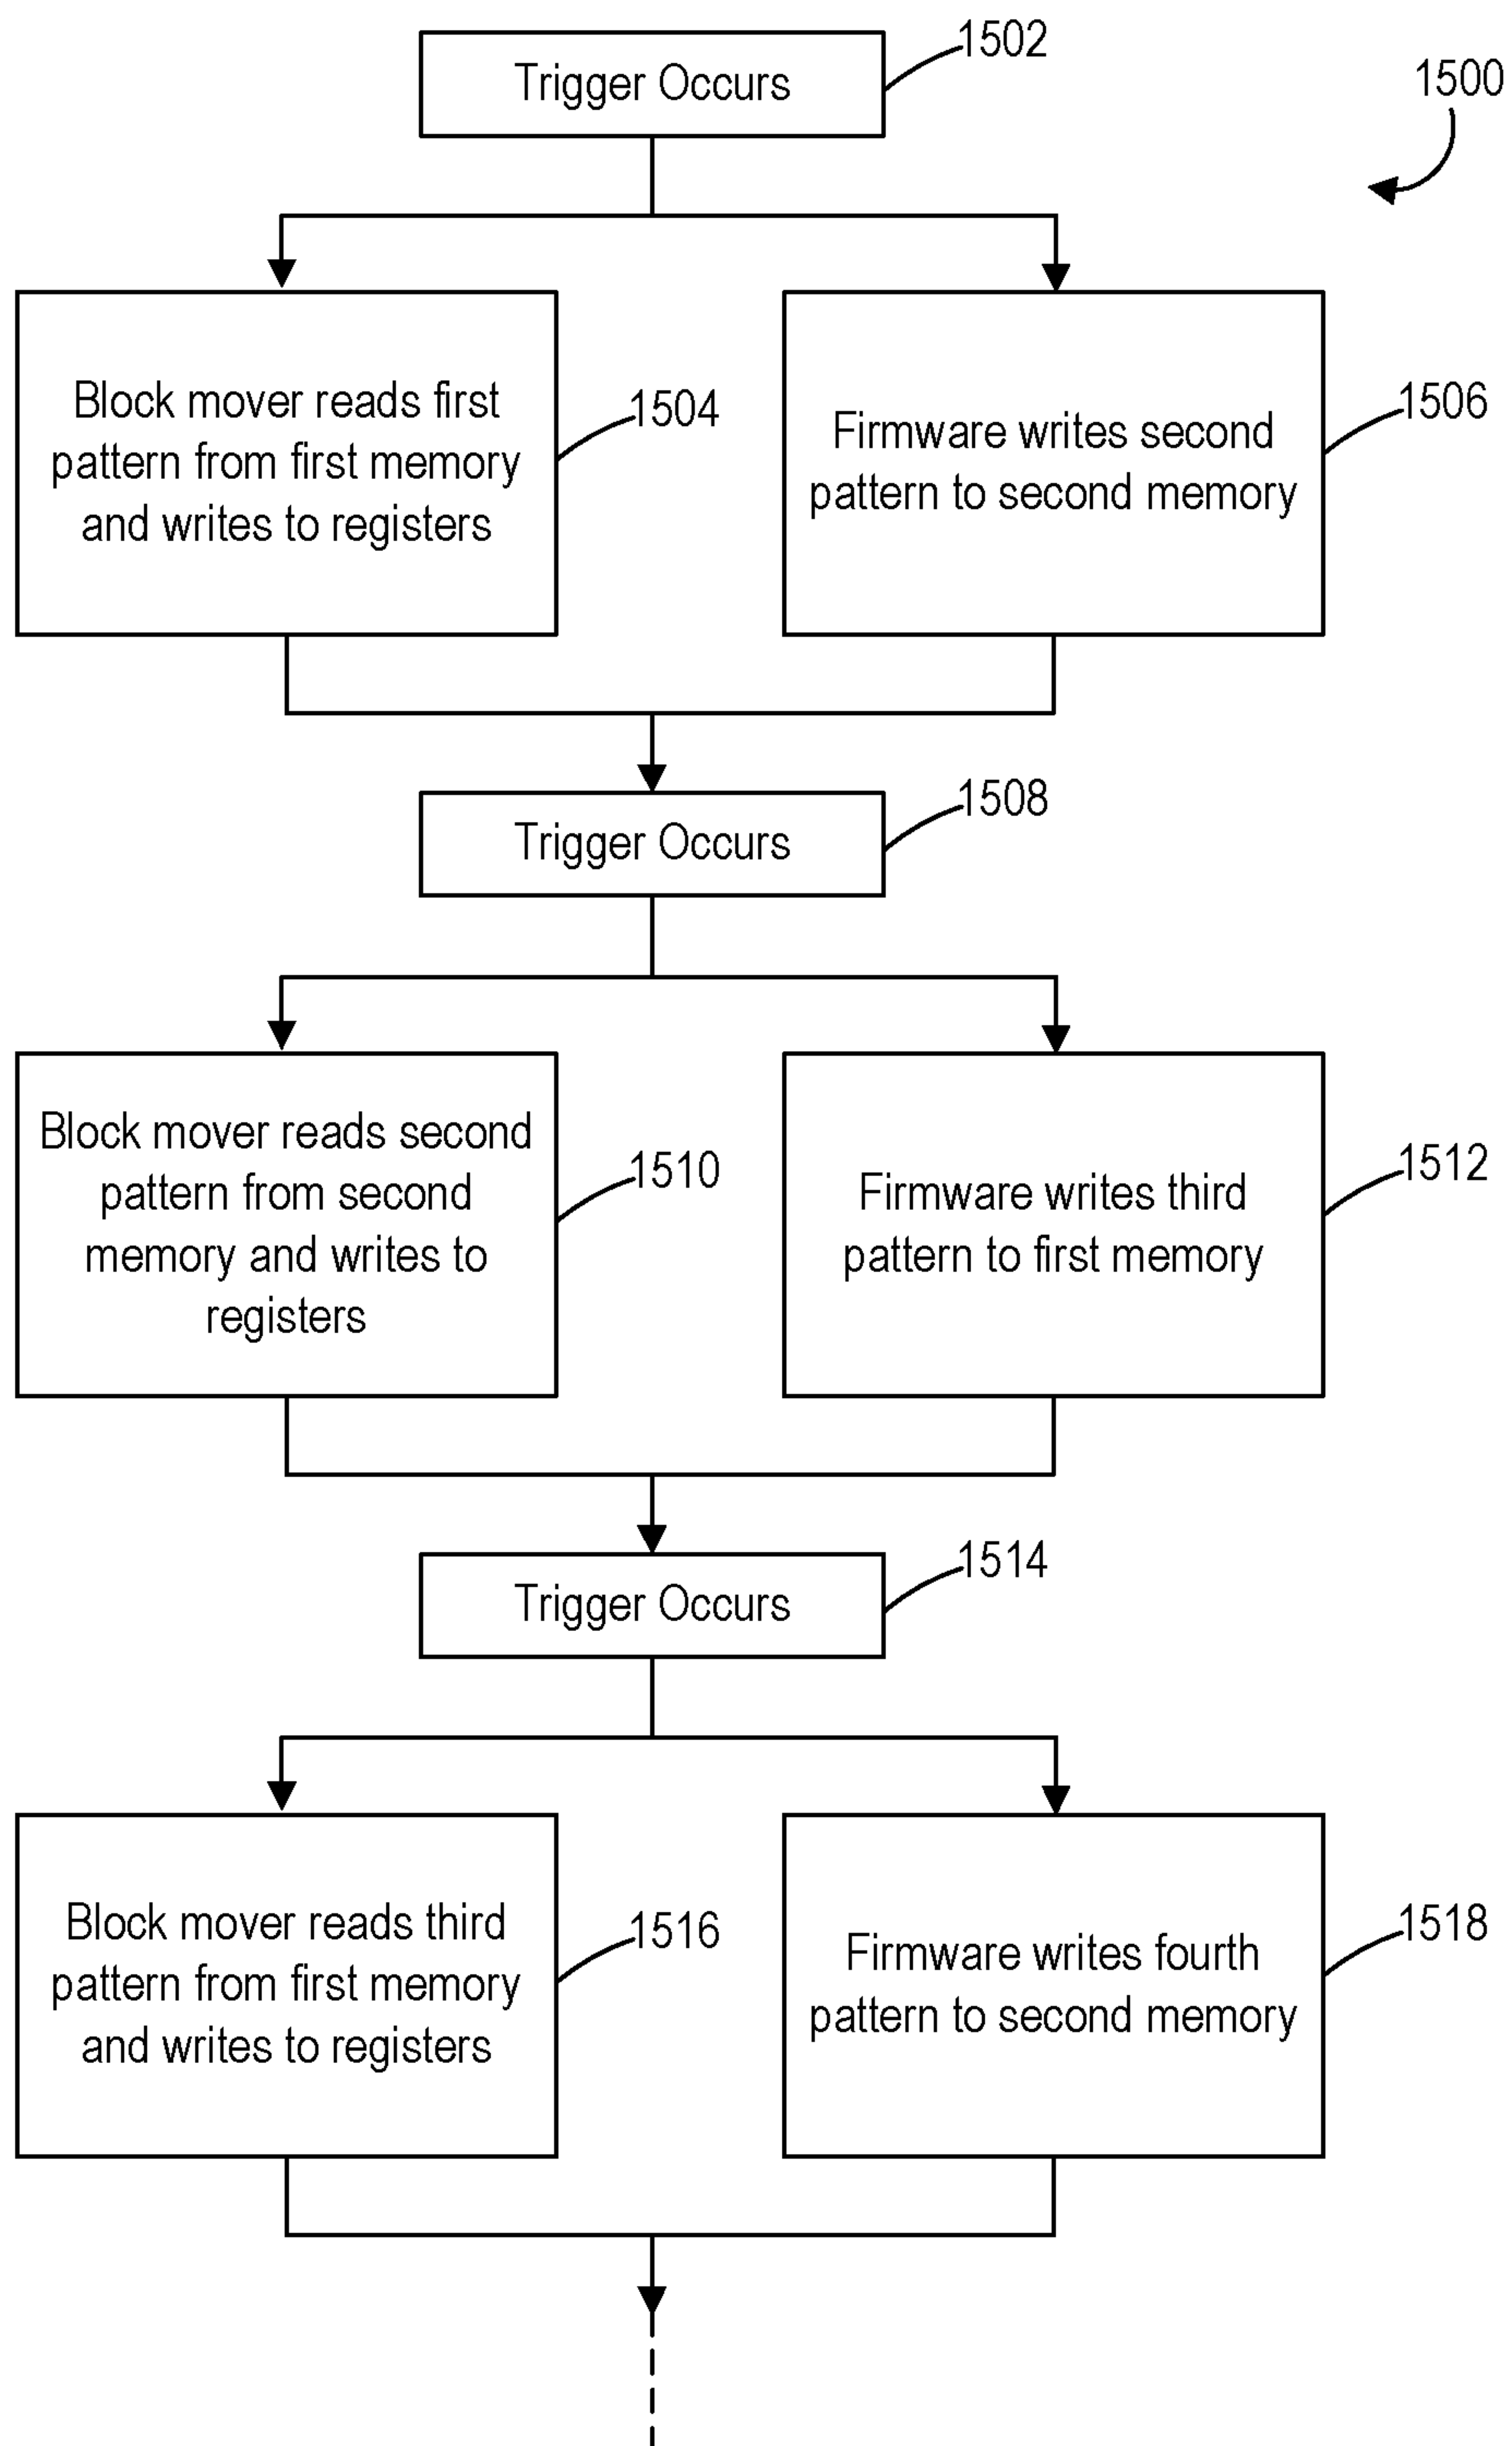 Trigger Occurs
1502
1500
Block mover reads first
pattern from first memory
and writes to registers
1504
Firmware writes second
pattern to second memory
1506
Trigger Occurs
1508
Block mover reads second
pattern from second
memory and writes to
registers
1510
Firmware writes third
pattern to first memory
1512
Trigger Occurs
1514
Block mover reads third
pattern from first memory
and writes to registers
1516
Firmware writes fourth
pattern to second memory
1518